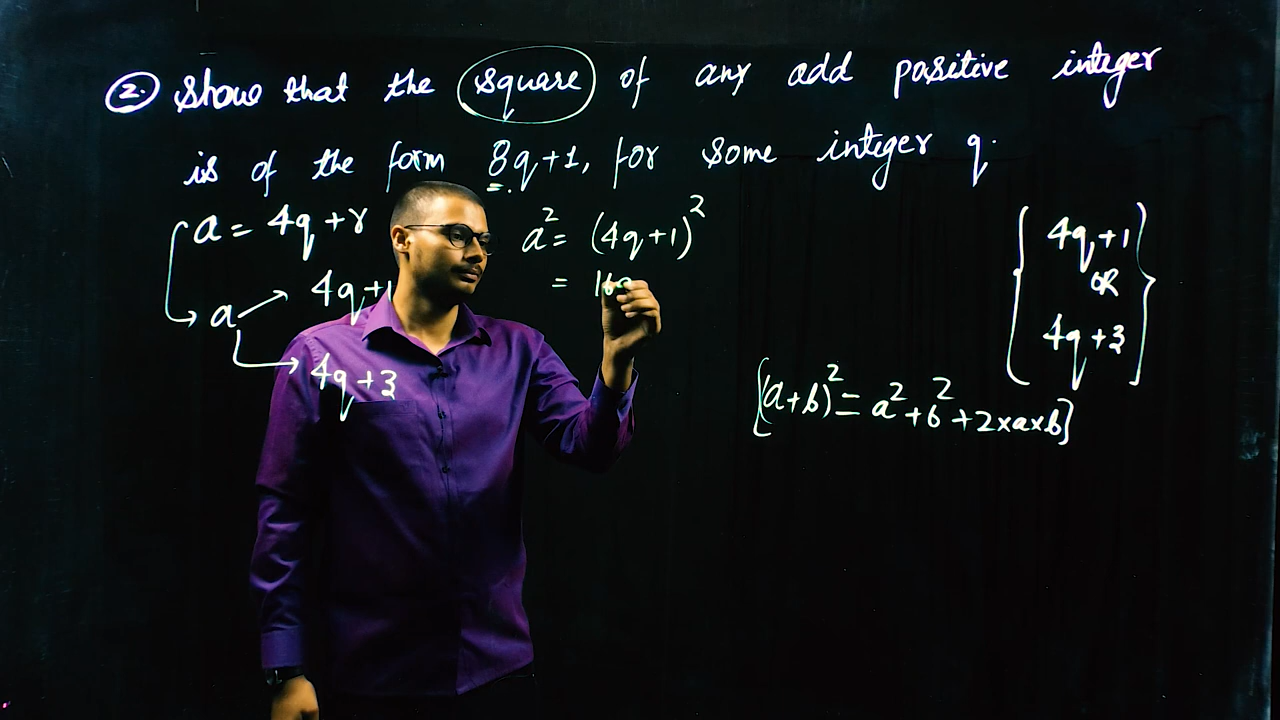 2. Show that the square of any add positive integer
is of the form 8q+1, for some integer q.
a = 4q + r
a → 4q+1
→ 4q+3
a² = (4q+1)²
= 16q
{ 4q+1
OR
4q+3 }
[(a+b)² = a² + b² + 2×a×b]